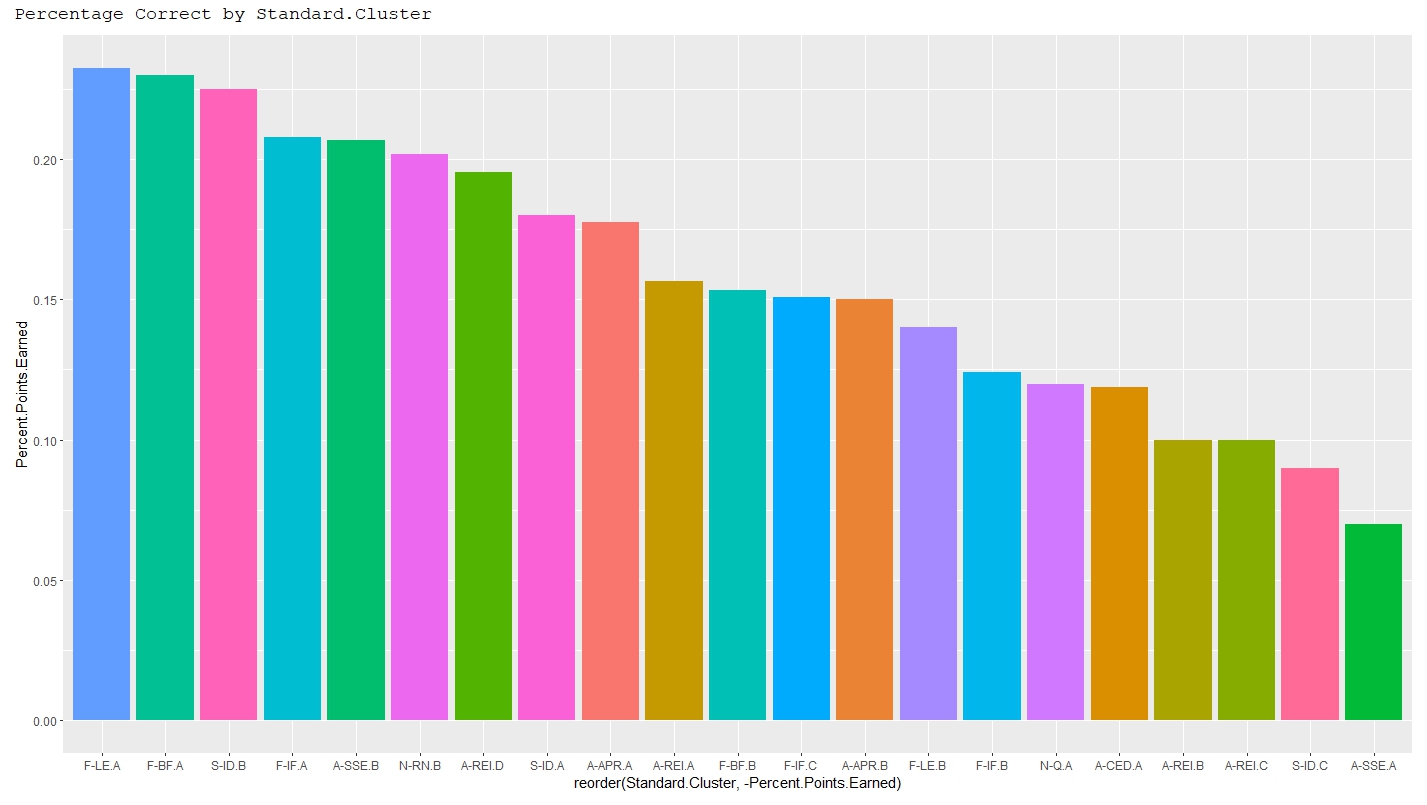 Percentage Correct by Standard.Cluster
Percent.Points.Earned
0.20
0.15
0.10
0.05
0.00
F-LE.A F-BF.A S-ID.B F-IF.A A-SSE.B N-RN.B A-REI.D S-ID.A A-APR.A A-REI.A F-BF.B F-IF.C A-APR.B F-LE.B F-IF.B N-Q.A A-CED.A A-REI.B A-REI.C S-ID.C A-SSE.A
reorder(Standard.Cluster, -Percent.Points.Earned)